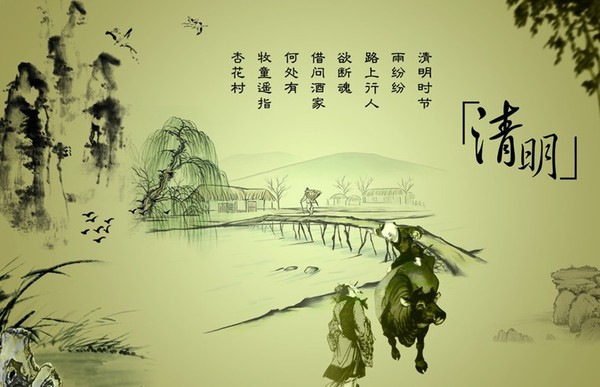 「清明」
清明时节
雨纷纷
路上行人
欲断魂
借问酒家
何处有
牧童遥指
杏花村